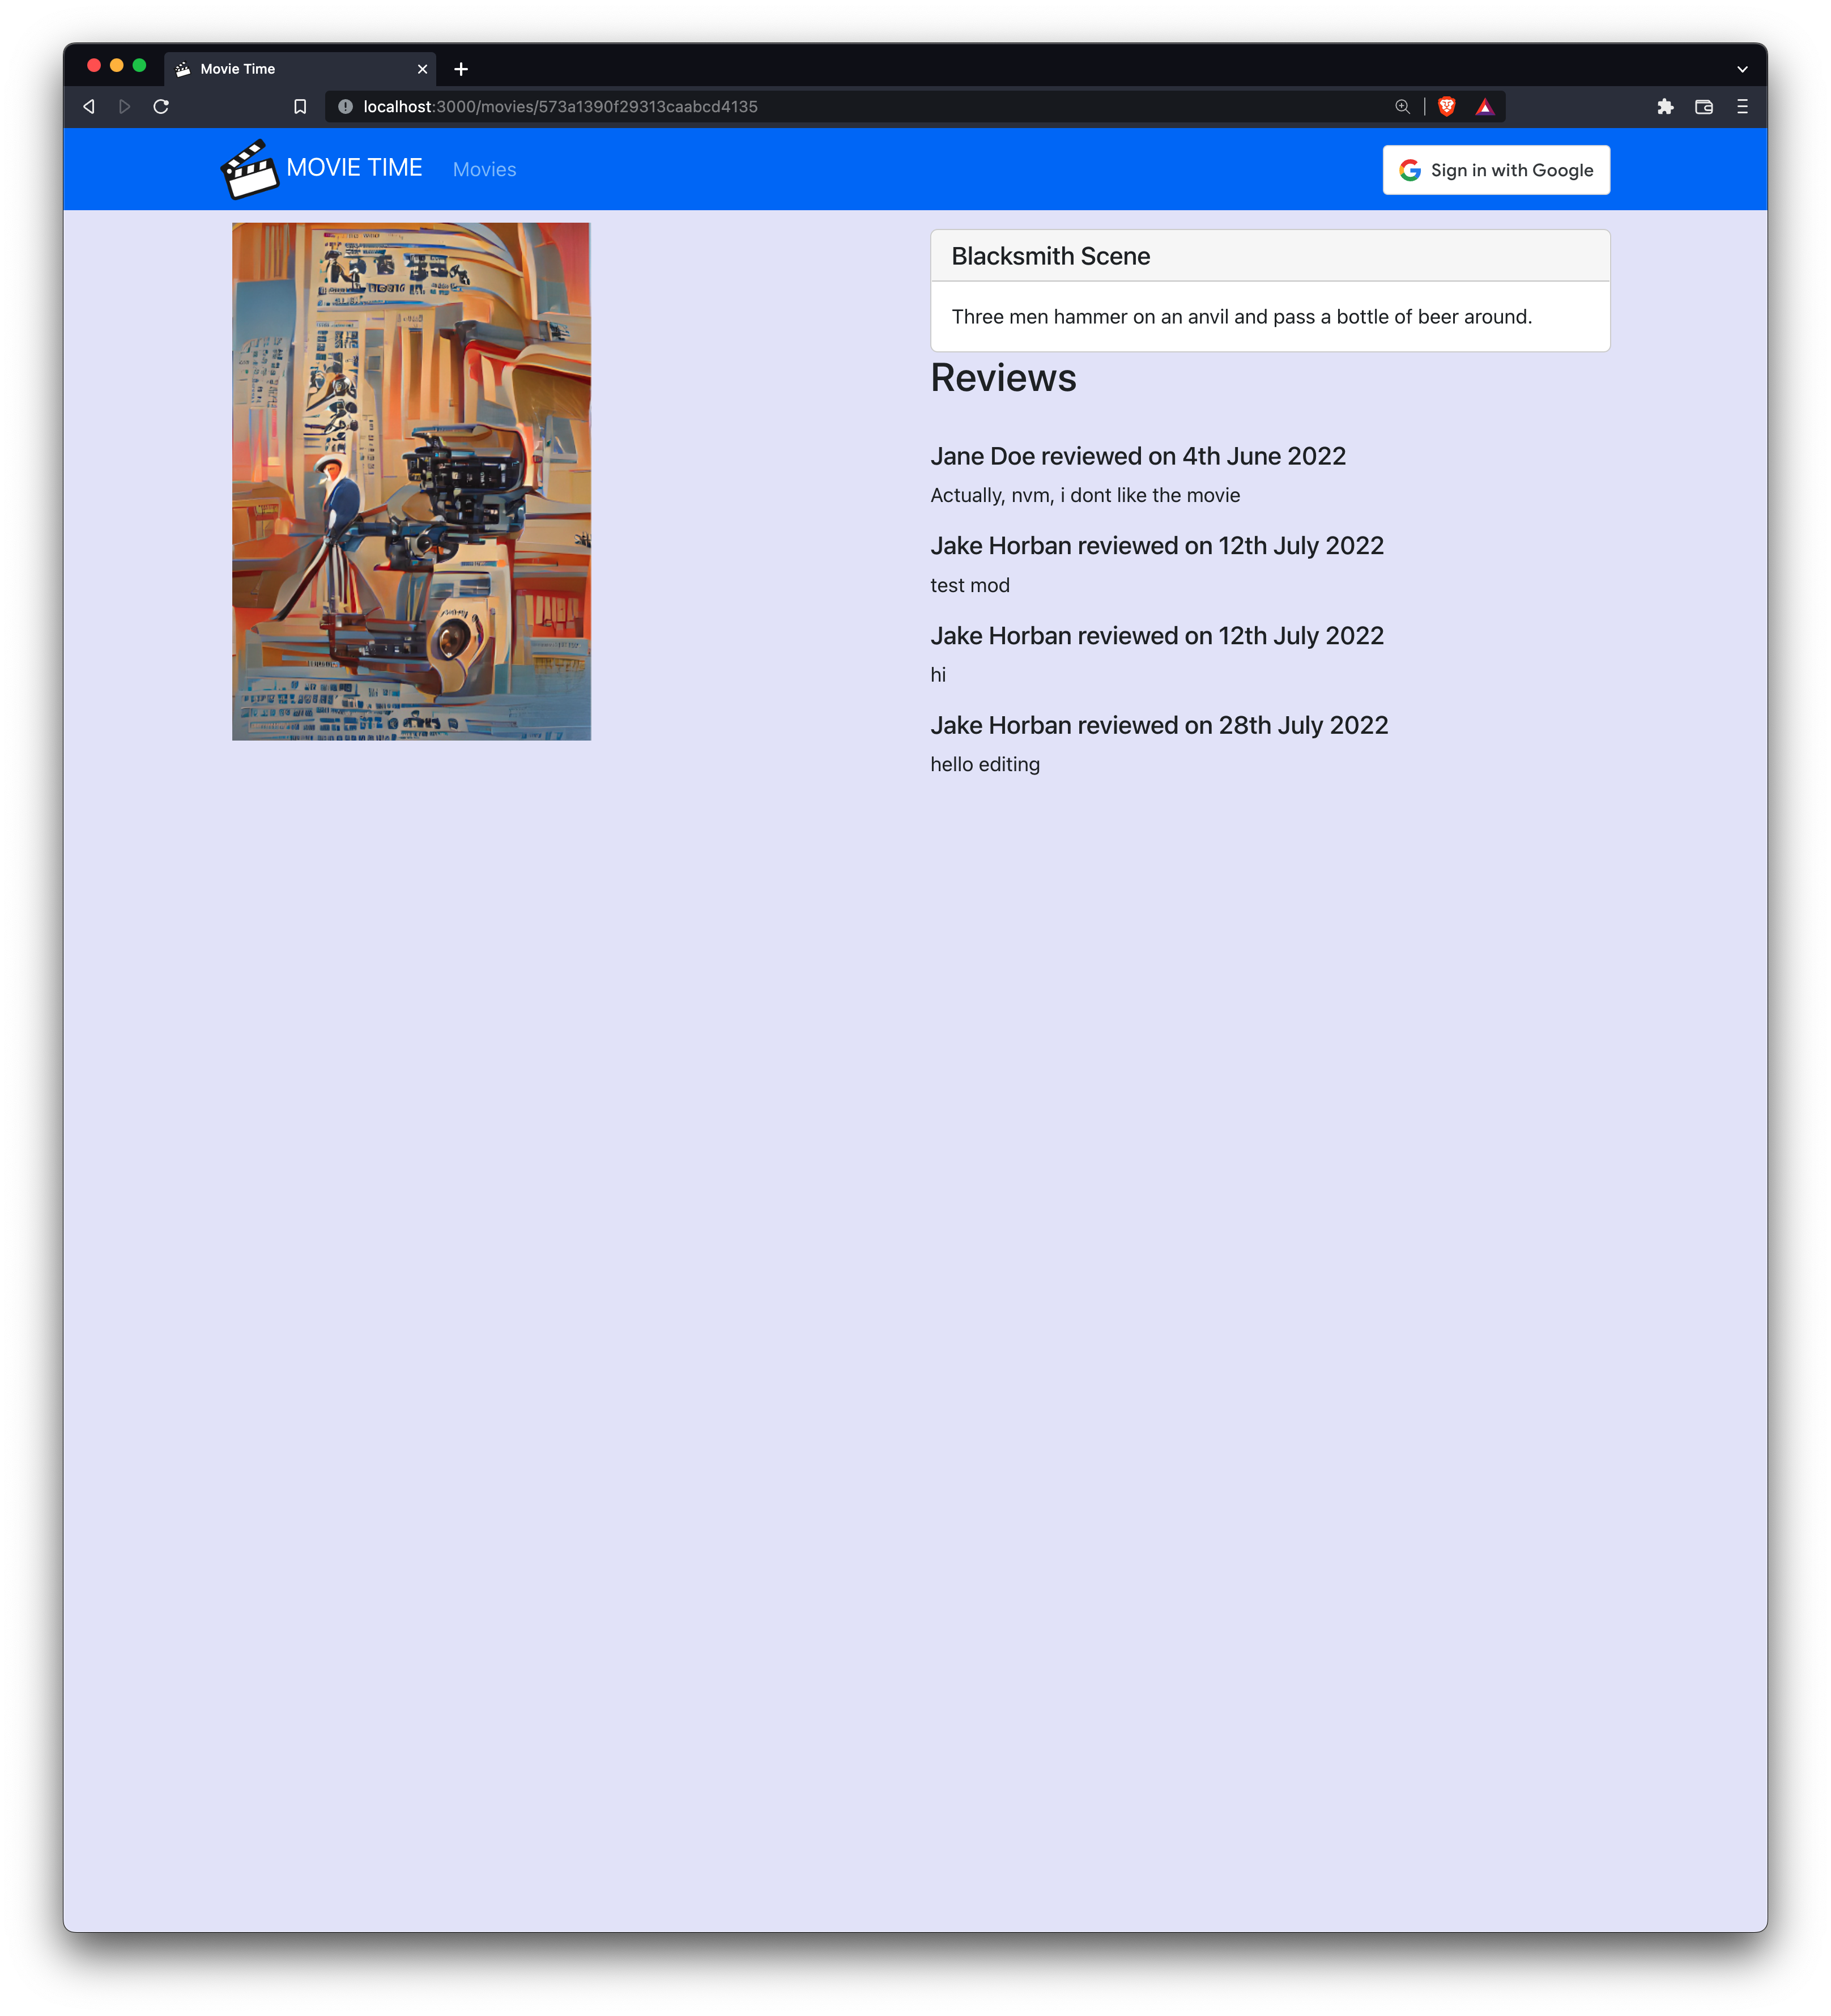 Movie Time
localhost:3000/movies/573a1390f29313caabcd4135
MOVIE TIME
Movies
Sign in with Google
Blacksmith Scene
Three men hammer on an anvil and pass a bottle of beer around.
Reviews
Jane Doe reviewed on 4th June 2022
Actually, nvm, i dont like the movie
Jake Horban reviewed on 12th July 2022
test mod
Jake Horban reviewed on 12th July 2022
hi
Jake Horban reviewed on 28th July 2022
hello editing